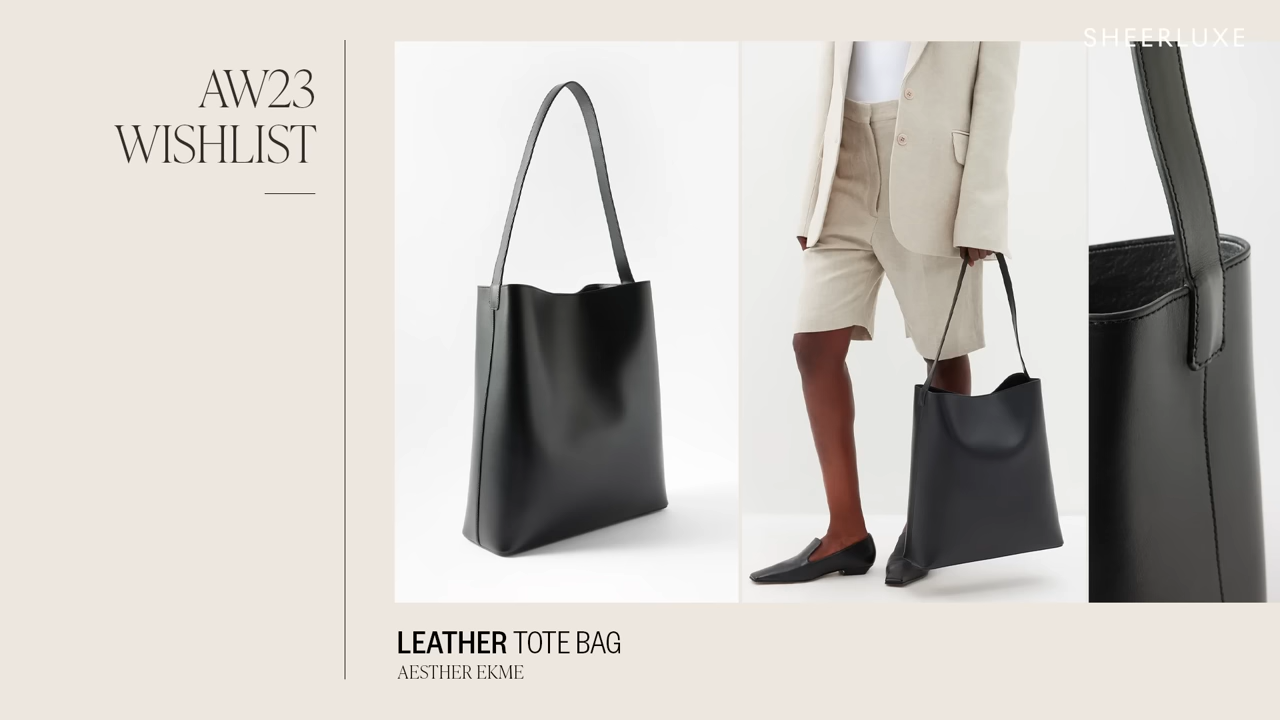 SHEERLUXE
AW23
WISHLIST
LEATHER TOTE BAG
AESTHER EKME